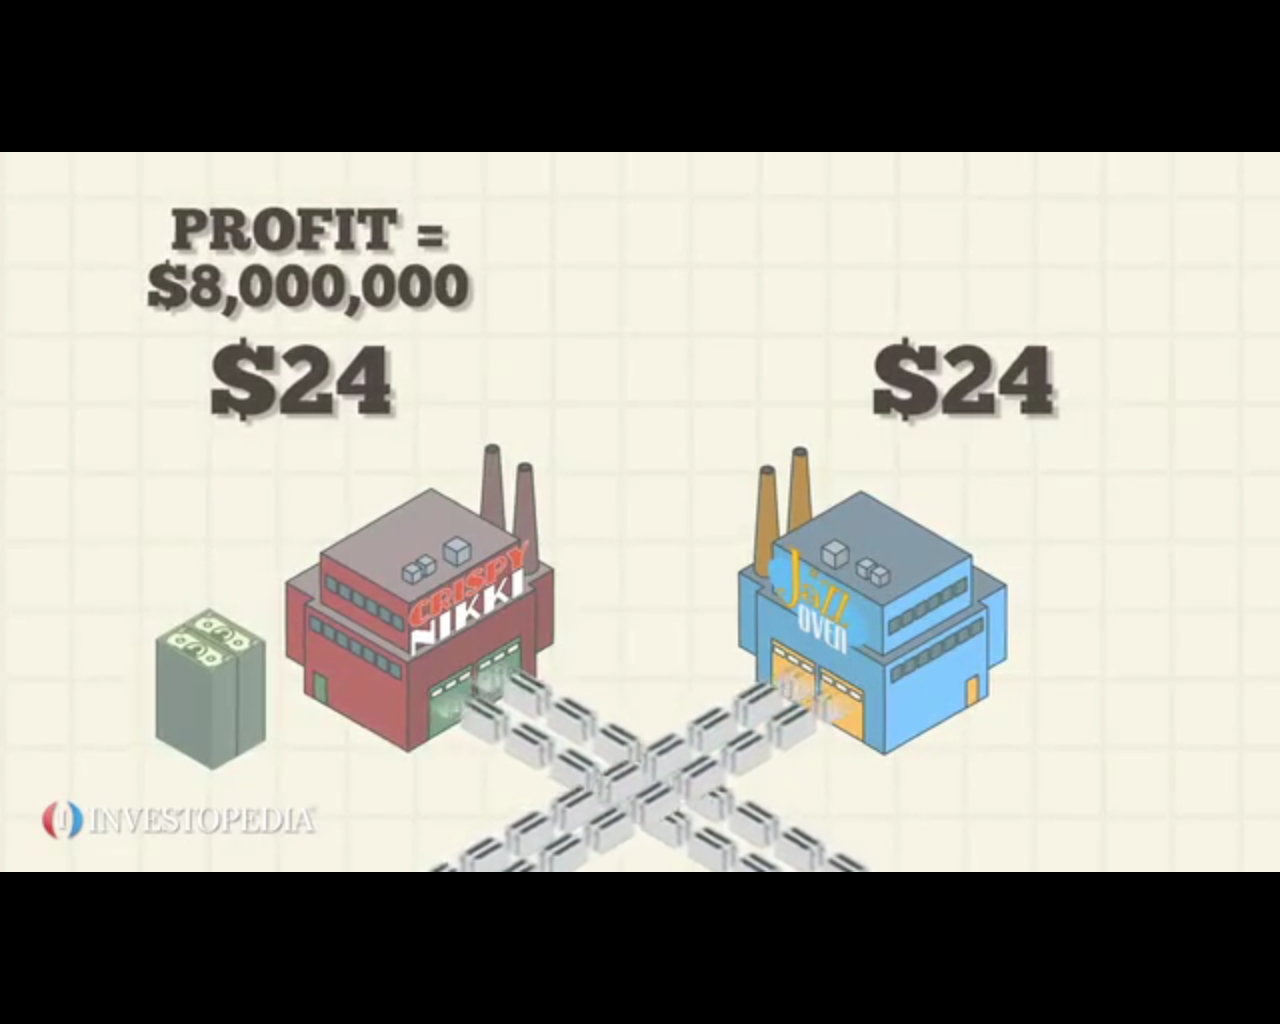 PROFIT =
$8,000,000
$24
$24
CRISPY
NIKKI
Jazz
OVEN
INVESTOPEDIA